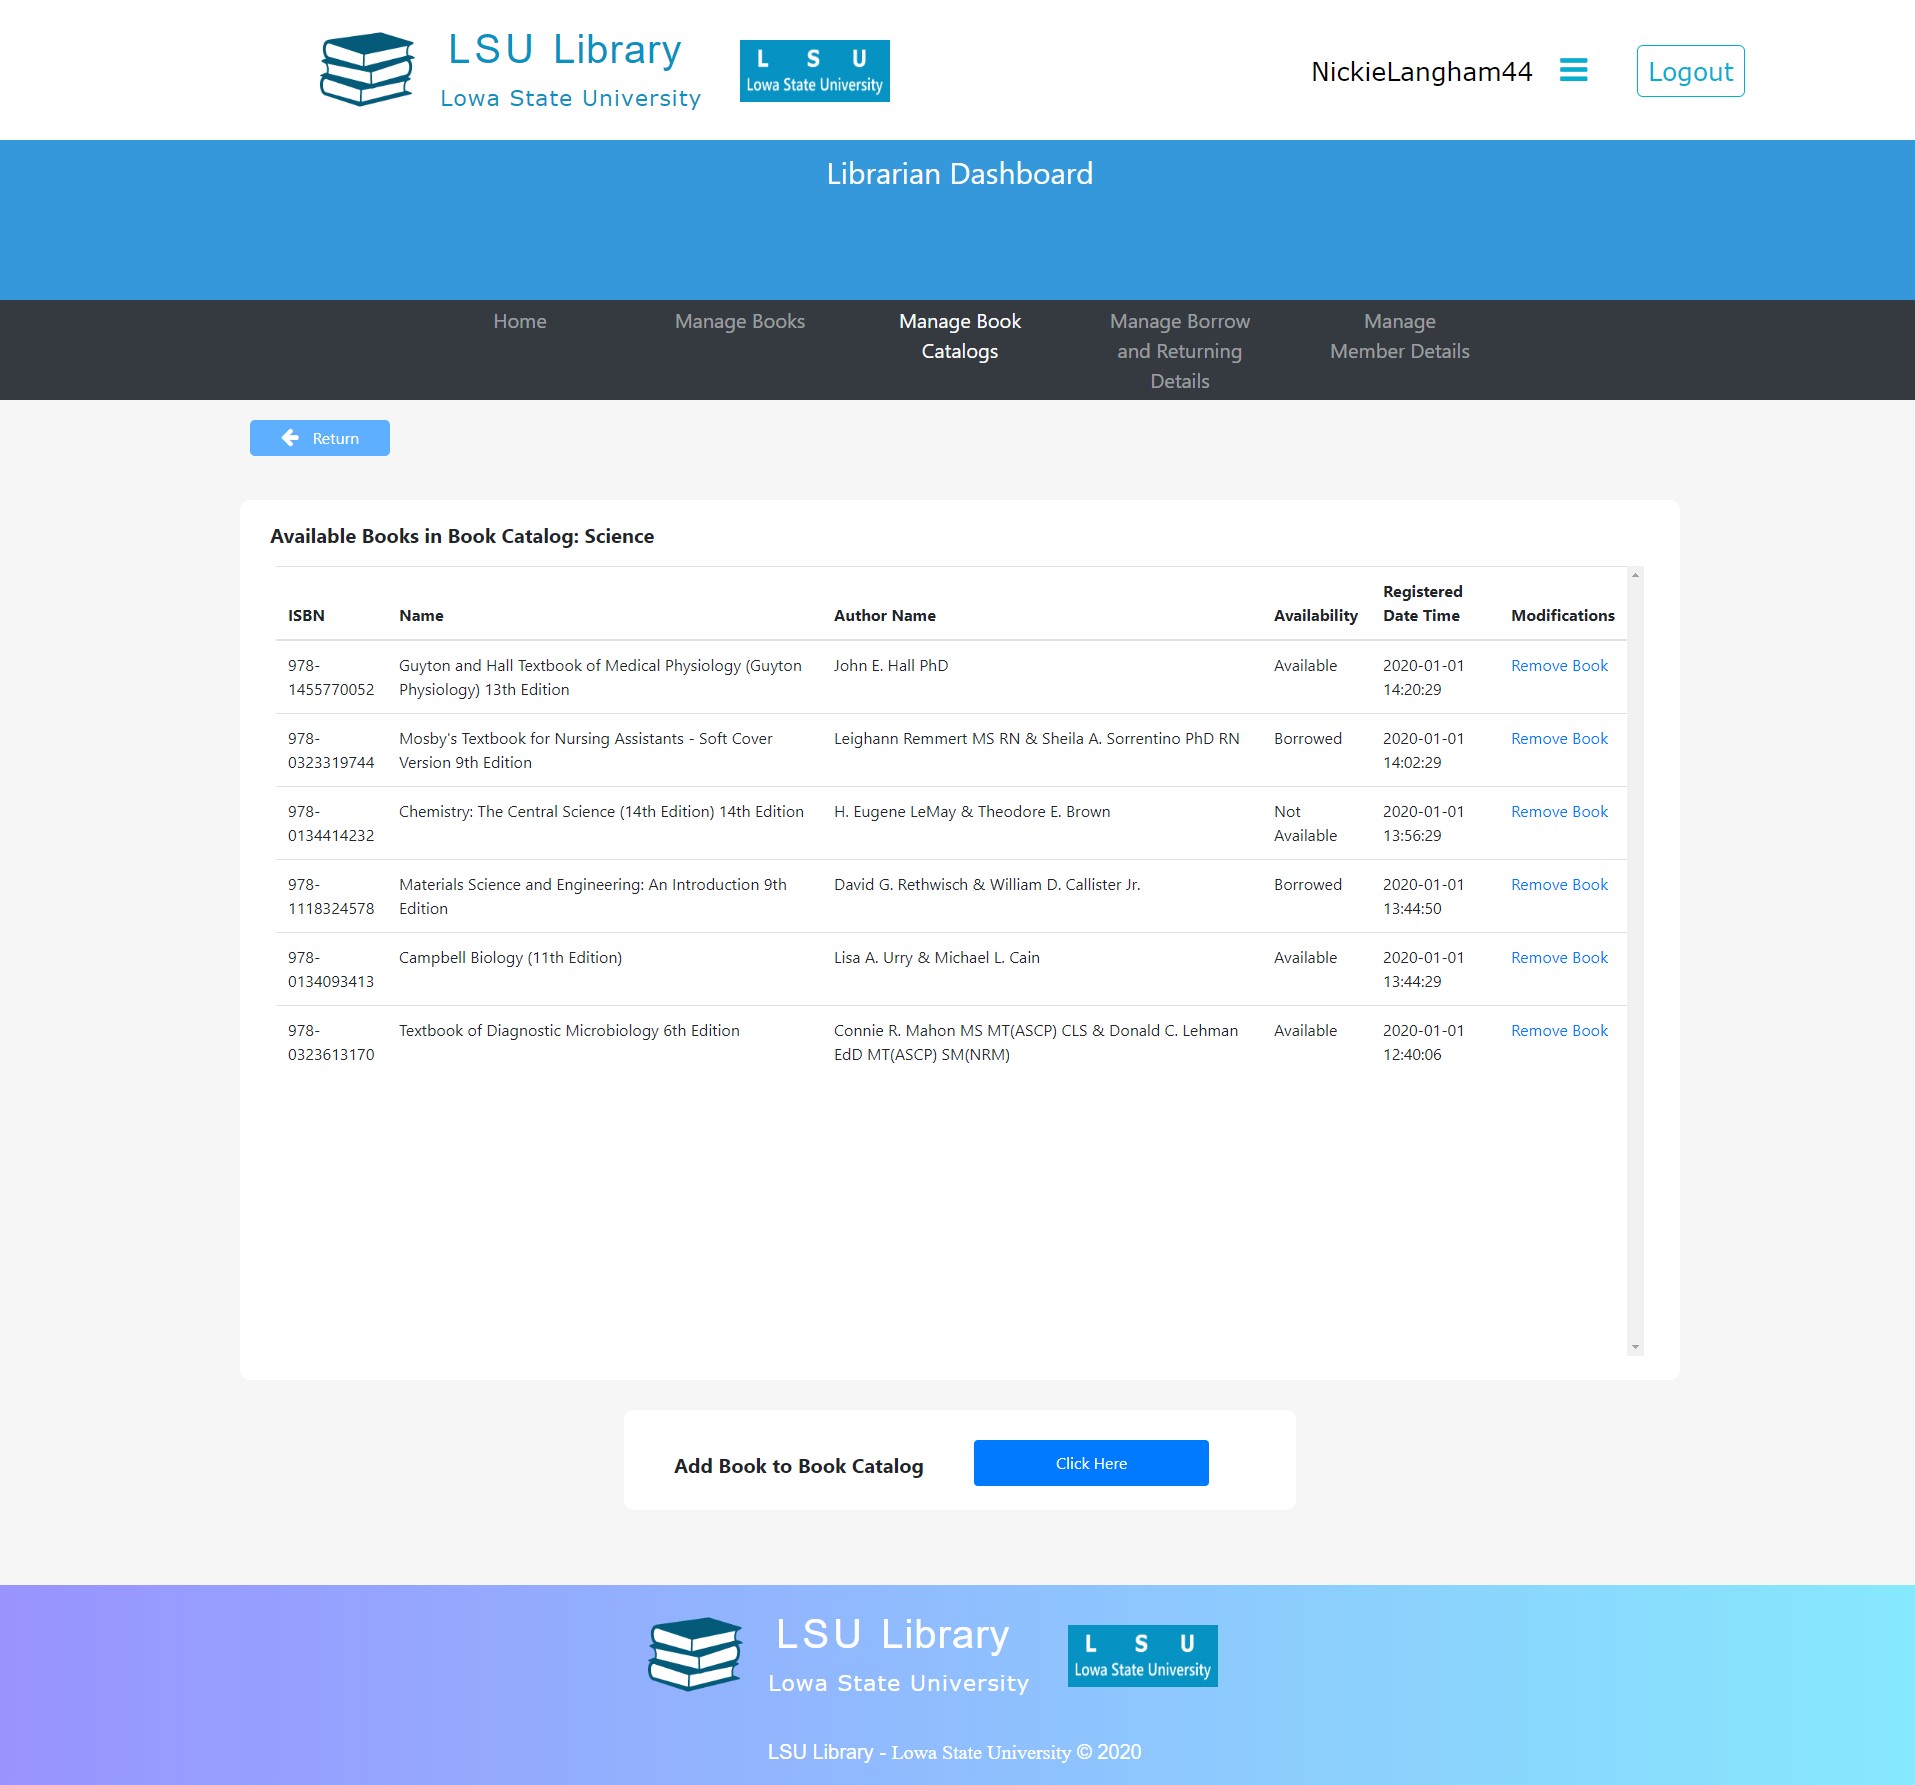 LSU Library
Lowa State University
L S U
Lowa State University
NickieLangham44
Logout
Librarian Dashboard
Home
Manage Books
Manage Book
Catalogs
Manage Borrow
and Returning
Details
Manage
Member Details
Return
Available Books in Book Catalog: Science
ISBN Name Author Name Availability Registered
Date Time Modifications
978-
1455770052
Guyton and Hall Textbook of Medical Physiology (Guyton
Physiology) 13th Edition
John E. Hall PhD
Available
2020-01-01
14:20:29
Remove Book
978-
0323319744
Mosby's Textbook for Nursing Assistants - Soft Cover
Version 9th Edition
Leighann Remmert MS RN & Sheila A. Sorrentino PhD RN
Borrowed
2020-01-01
14:02:29
Remove Book
978-
0134414232
Chemistry: The Central Science (14th Edition) 14th Edition
H. Eugene LeMay & Theodore E. Brown
Not
Available
2020-01-01
13:56:29
Remove Book
978-
1118324578
Materials Science and Engineering: An Introduction 9th
Edition
David G. Rethwisch & William D. Callister Jr.
Borrowed
2020-01-01
13:44:50
Remove Book
978-
0134093413
Campbell Biology (11th Edition)
Lisa A. Urry & Michael L. Cain
Available
2020-01-01
13:44:29
Remove Book
978-
0323613170
Textbook of Diagnostic Microbiology 6th Edition
Connie R. Mahon MS MT(ASCP) CLS & Donald C. Lehman
EdD MT(ASCP) SM(NRM)
Available
2020-01-01
12:40:06
Remove Book
Add Book to Book Catalog
Click Here
LSU Library
Lowa State University
L S U
Lowa State University
LSU Library - Lowa State University © 2020